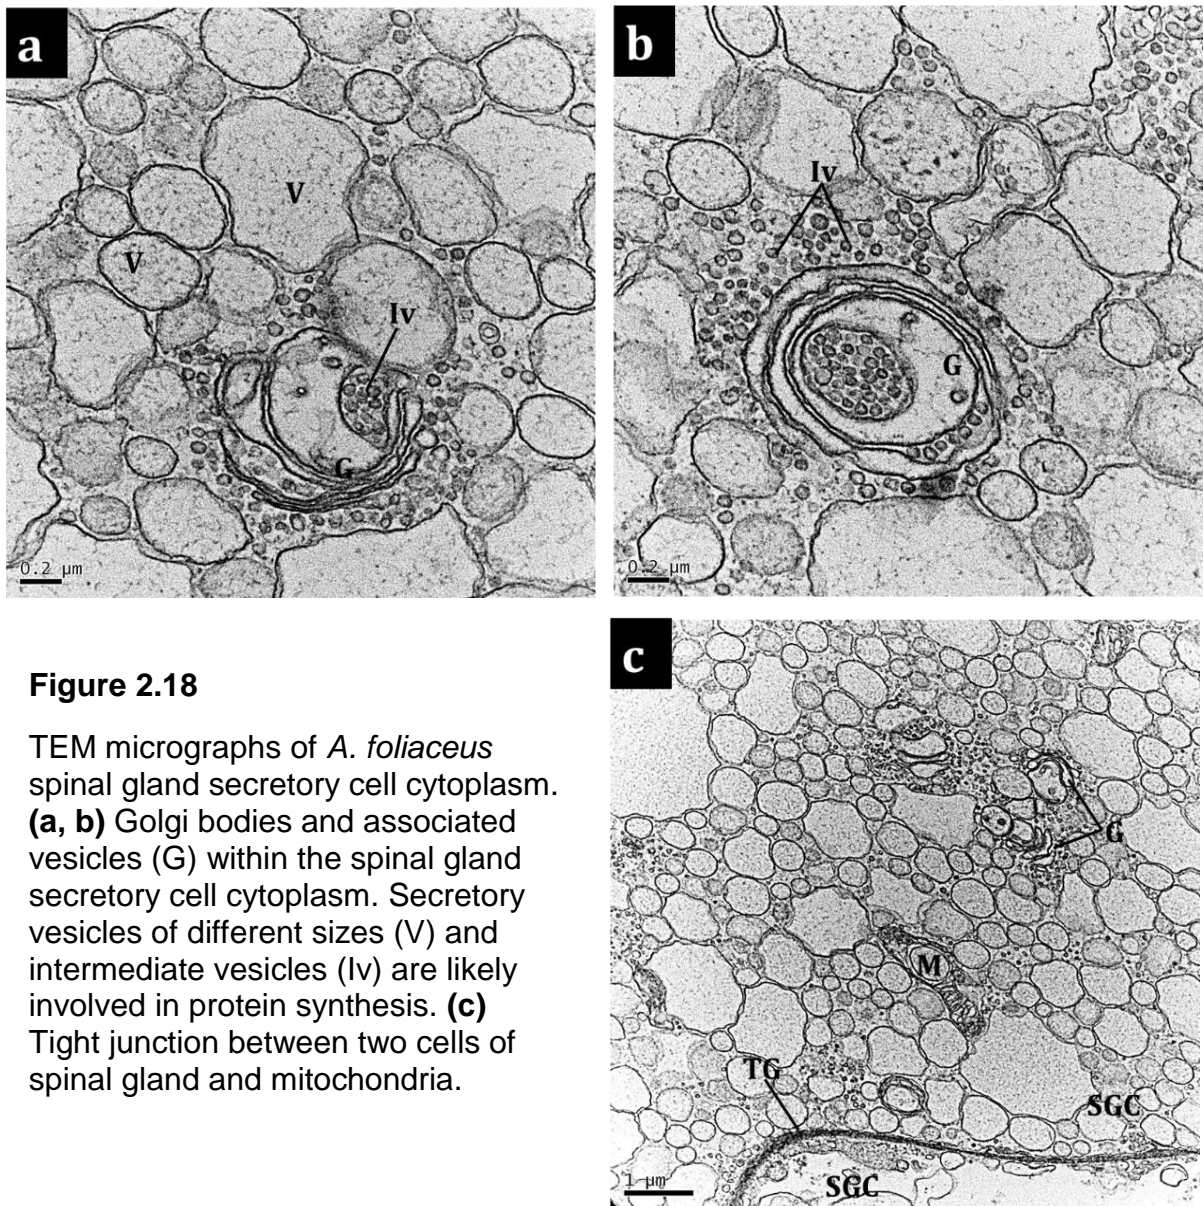 a
V
V
Iv
G
0.2 µm
b
Iv
G
0.2 µm
Figure 2.18
TEM micrographs of A. foliaceus
spinal gland secretory cell cytoplasm.
(a, b) Golgi bodies and associated
vesicles (G) within the spinal gland
secretory cell cytoplasm. Secretory
vesicles of different sizes (V) and
intermediate vesicles (Iv) are likely
involved in protein synthesis. (c)
Tight junction between two cells of
spinal gland and mitochondria.
c
G
M
TG
SGC
SGC
1 µm